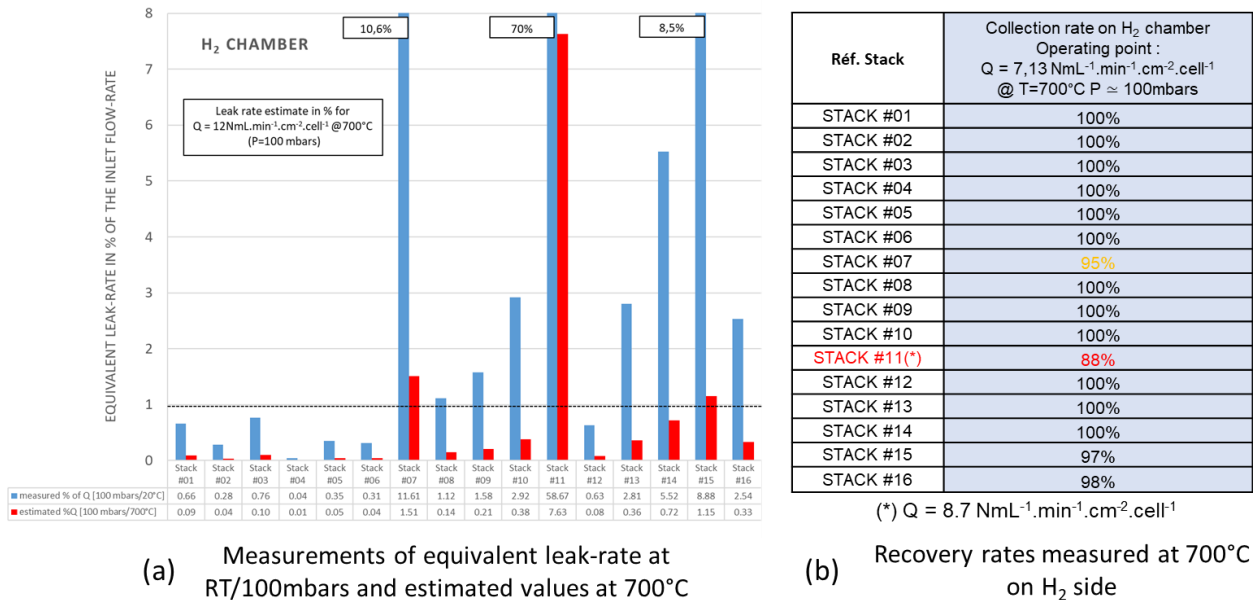 H₂ CHAMBER
10,6%
70%
8,5%
Leak rate estimate in % for
Q = 12NmL.min⁻¹.cm⁻².cell⁻¹ @700°C
(P=100 mbars)
EQUIVALENT LEAK-RATE IN % OF THE INLET FLOW-RATE
8
7
6
5
4
3
2
1
0
Stack #01 Stack #02 Stack #03 Stack #04 Stack #05 Stack #06 Stack #07 Stack #08 Stack #09 Stack #10 Stack #11 Stack #12 Stack #13 Stack #14 Stack #15 Stack #16
measured % of Q [100 mbars/20°C] 0.66 0.28 0.76 0.04 0.35 0.31 11.61 1.12 1.58 2.92 58.67 0.63 2.81 5.52 8.88 2.54
estimated %Q [100 mbars/700°C] 0.09 0.04 0.10 0.01 0.05 0.04 1.51 0.14 0.21 0.38 7.63 0.08 0.36 0.72 1.15 0.33
(a) Measurements of equivalent leak-rate at
RT/100mbars and estimated values at 700°C
Réf. Stack
Collection rate on H₂ chamber
Operating point :
Q = 7,13 NmL⁻¹.min⁻¹.cm⁻².cell⁻¹
@ T=700°C P ≃ 100mbars
STACK #01 100%
STACK #02 100%
STACK #03 100%
STACK #04 100%
STACK #05 100%
STACK #06 100%
STACK #07 95%
STACK #08 100%
STACK #09 100%
STACK #10 100%
STACK #11(*) 88%
STACK #12 100%
STACK #13 100%
STACK #14 100%
STACK #15 97%
STACK #16 98%
(*) Q = 8.7 NmL⁻¹.min⁻¹.cm⁻².cell⁻¹
(b) Recovery rates measured at 700°C
on H₂ side